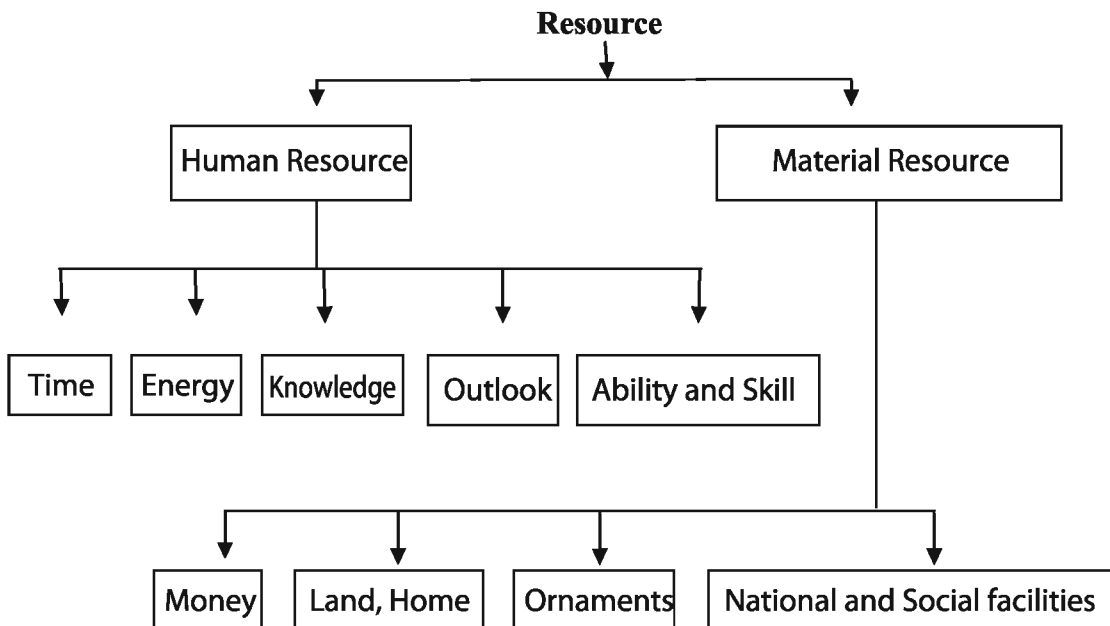 Resource
Human Resource
Material Resource
Time
Energy
Knowledge
Outlook
Ability and Skill
Money
Land, Home
Ornaments
National and Social facilities